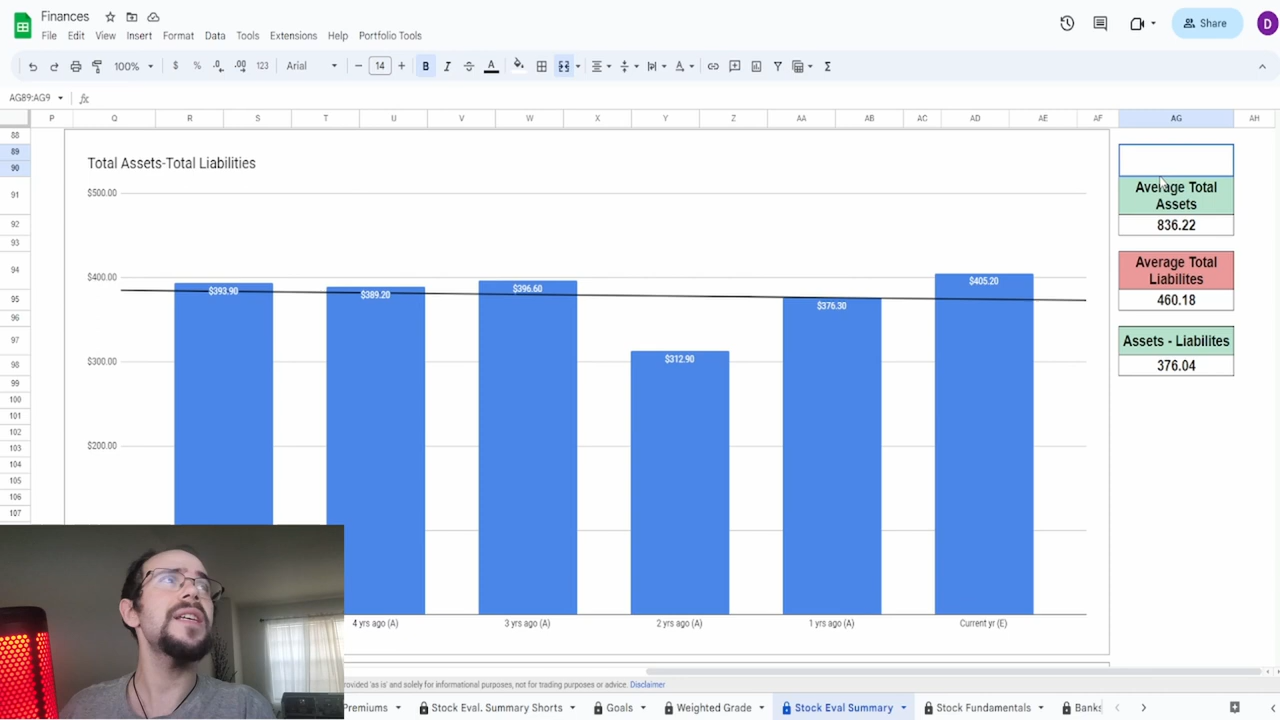 Finances
File Edit View Insert Format Data Tools Extensions Help Portfolio Tools
Share
D
100% $ % .0 .00 123 Arial 14 B I A
AG89:AG9 fx
P Q R S T U V W X Y Z AA AB AC AD AE AF AG AH
88
89
90
91
92
93
94
95
96
97
98
99
100
101
102
103
104
105
106
107
Total Assets-Total Liabilities
$500.00
$400.00
$300.00
$200.00
$393.90
$389.20
$396.60
$312.90
$376.30
$405.20
4 yrs ago (A) 3 yrs ago (A) 2 yrs ago (A) 1 yrs ago (A) Current yr (E)
Average Total
Assets
836.22
Average Total
Liabilites
460.18
Assets - Liabilites
376.04
rovided 'as is' and solely for informational purposes, not for trading purposes or advice. Disclaimer
Premiums Stock Eval. Summary Shorts Goals Weighted Grade Stock Eval Summary Stock Fundamentals Banks